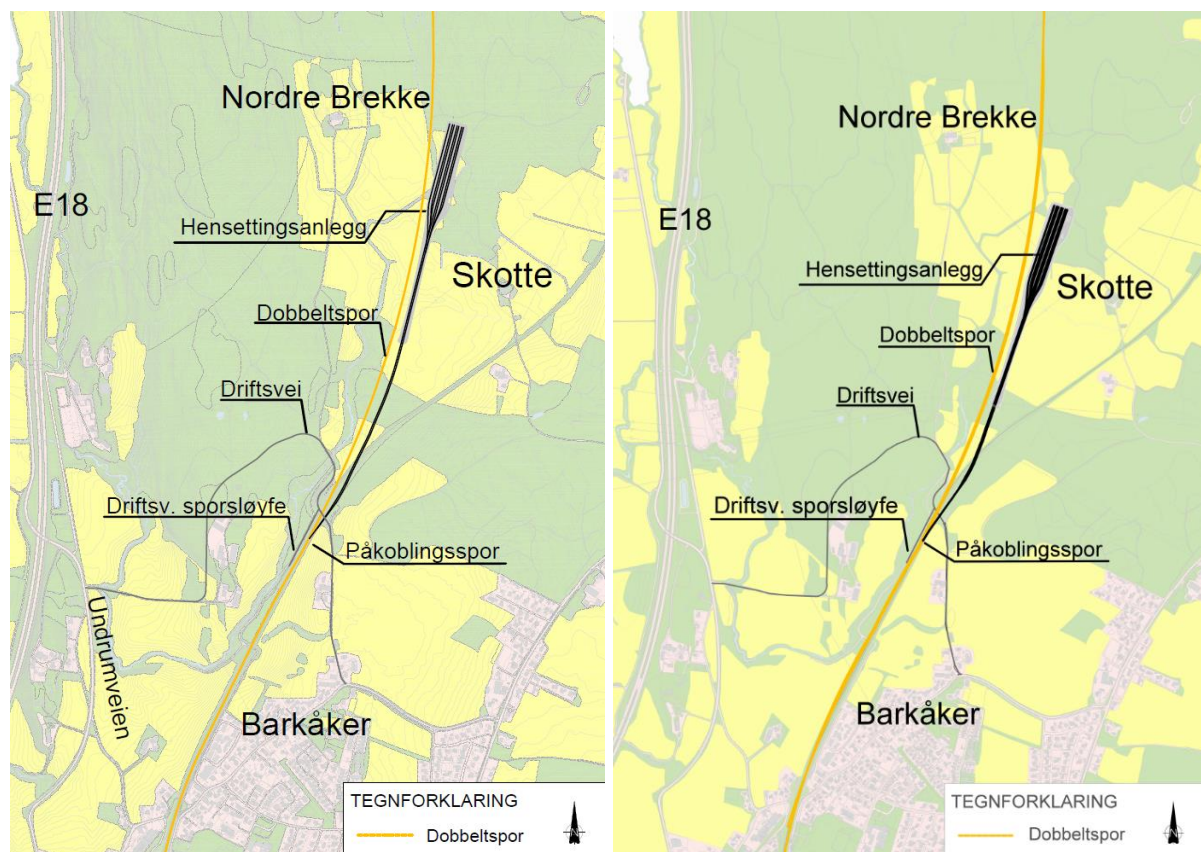 Nordre Brekke
E18
Hensettingsanlegg
Skotte
Dobbeltspor
Driftsvei
Driftsv. sporsløyfe
Påkoblingsspor
Undrumveien
Barkåker
TEGNFORKLARING
Dobbeltspor
N
Nordre Brekke
E18
Hensettingsanlegg
Skotte
Dobbeltspor
Driftsvei
Driftsv. sporsløyfe
Påkoblingsspor
Barkåker
TEGNFORKLARING
Dobbeltspor
N